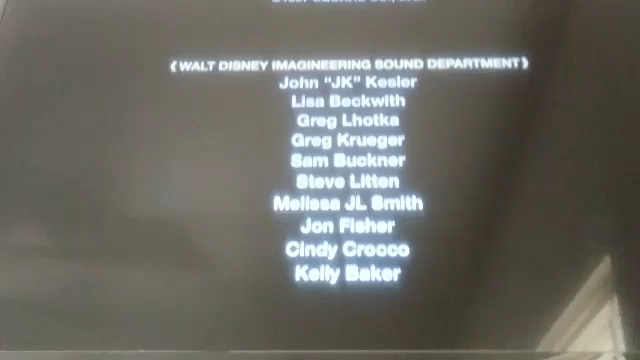 《WALT DISNEY IMAGINEERING SOUND DEPARTMENT》
John “JK” Kesler
Lisa Beckwith
Greg Lhotka
Greg Krueger
Sam Buckner
Steve Litten
Melissa JL Smith
Jon Fisher
Cindy Crocco
Kelly Baker